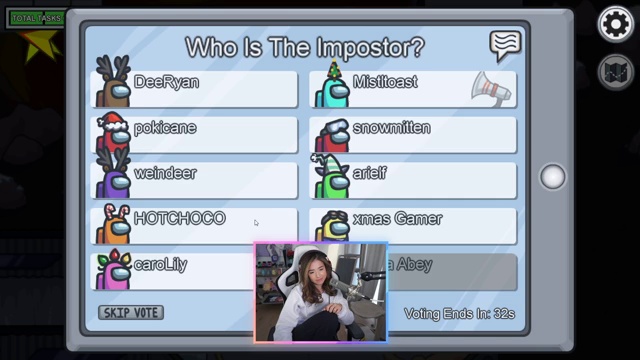 TOTAL TASKS
Who Is The Impostor?
DeeRyan
Mistitoast
pokicane
snowmitten
weindeer
arielf
HOTCHOCO
xmas Gamer
caroLily
a Abey
SKIP VOTE
Voting Ends In: 32s